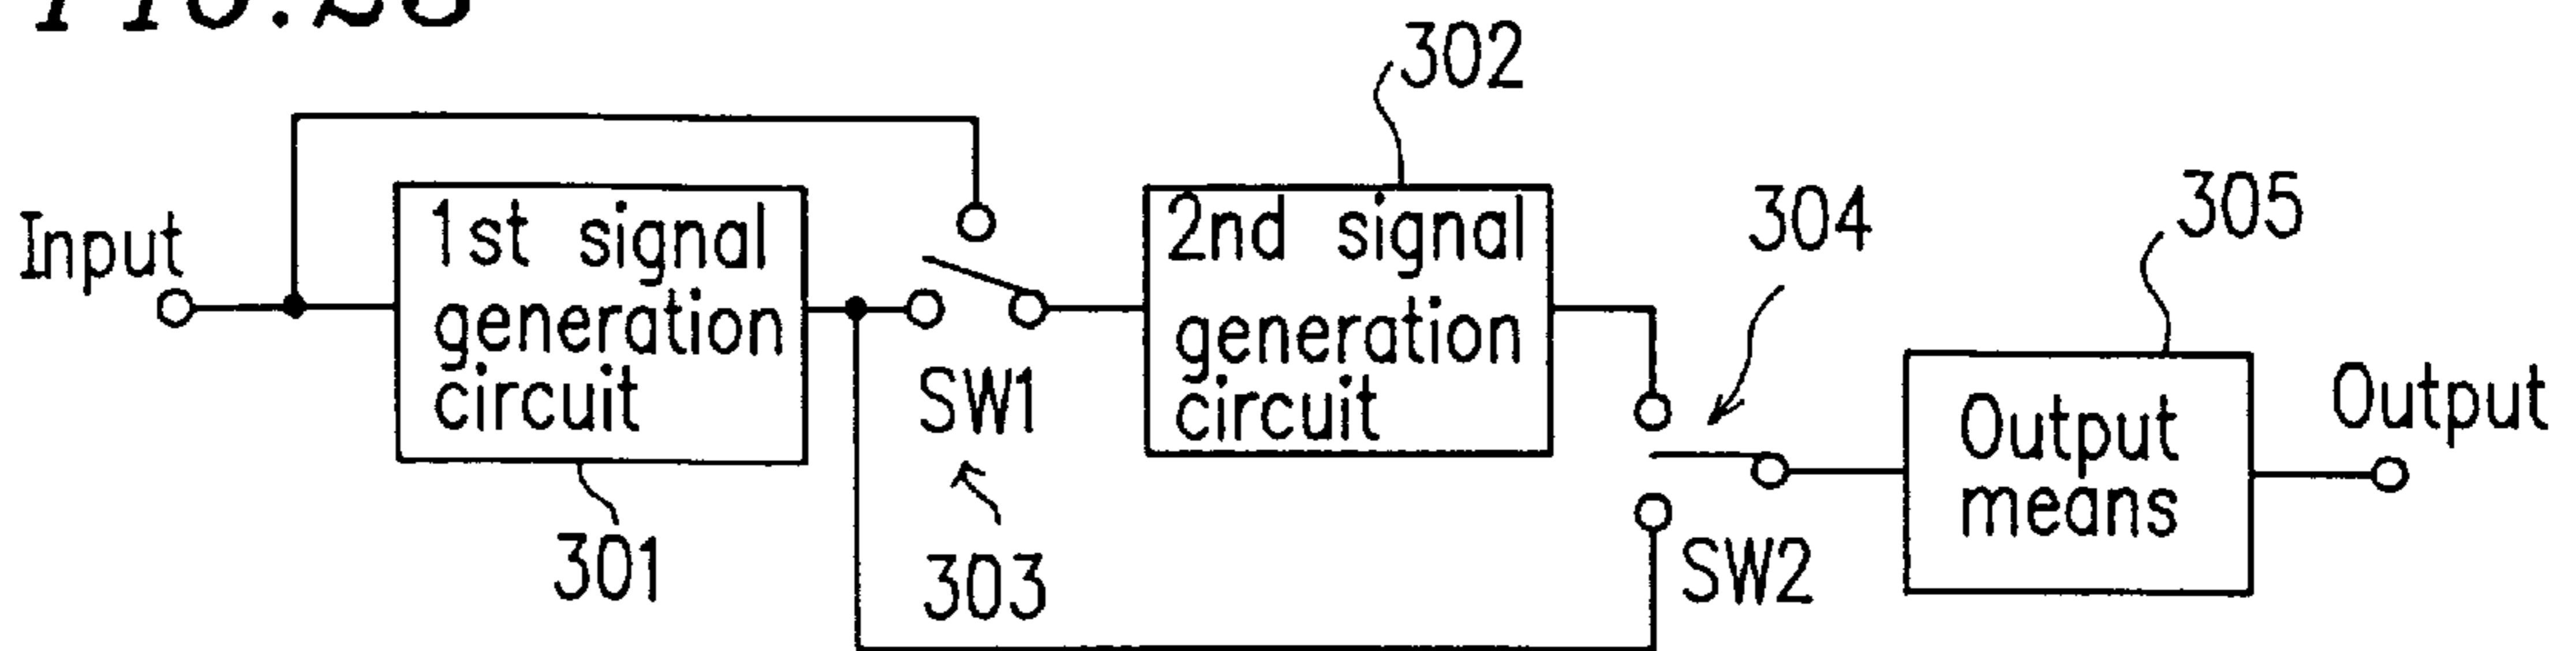 302
305
304
Input
1st signal
generation
circuit
2nd signal
generation
circuit
SW1
Output
means
Output
301
303
SW2